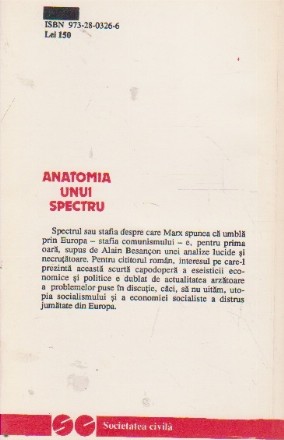 ISBN 973-28-0326-6
Lei 150
ANATOMIA
UNUI
SPECTRU
Spectrul sau stafia despre care Marx spunea că umblă
prin Europa – stafia comunismului – e, pentru prima
oară, supus de Alain Besançon unei analize lucide și
necruțătoare. Pentru cititorul român, interesul pe care-l
prezintă această scurtă capodoperă a eseisticii eco-
nomice și politice e dublat de actualitatea arzătoare
a problemelor puse în discuție, căci, să nu uităm, uto-
pia socialismului și a economiei socialiste a distrus
jumătate din Europa.
SC Societatea civilă